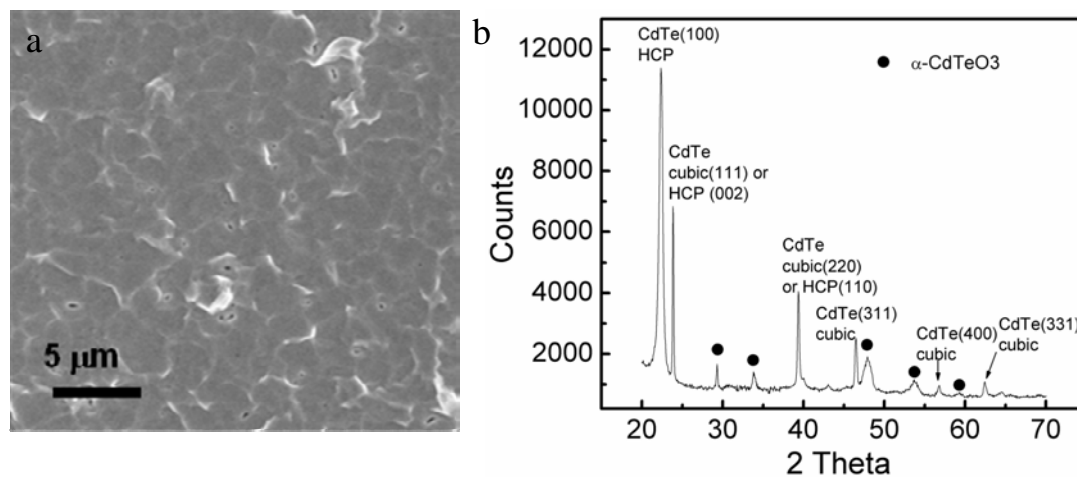 a
5 µm
b
CdTe(100)
HCP
● α-CdTeO3
CdTe
cubic(111) or
HCP (002)
CdTe
cubic(220)
or HCP(110)
CdTe(311)
cubic
CdTe(400)
cubic
CdTe(331)
cubic
Counts
12000
10000
8000
6000
4000
2000
20 30 40 50 60 70
2 Theta